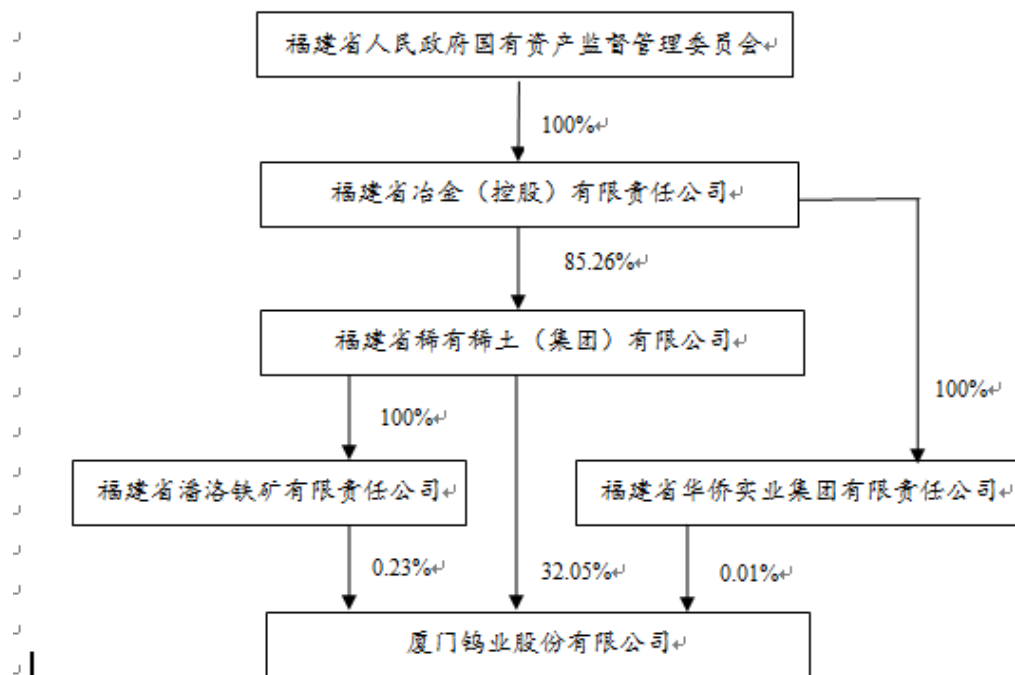 福建省人民政府国有资产监督管理委员会
100%
福建省冶金（控股）有限责任公司
85.26%
福建省稀有稀土（集团）有限公司
100%
100%
福建省潘洛铁矿有限责任公司
福建省华侨实业集团有限责任公司
0.23%
32.05%
0.01%
厦门钨业股份有限公司